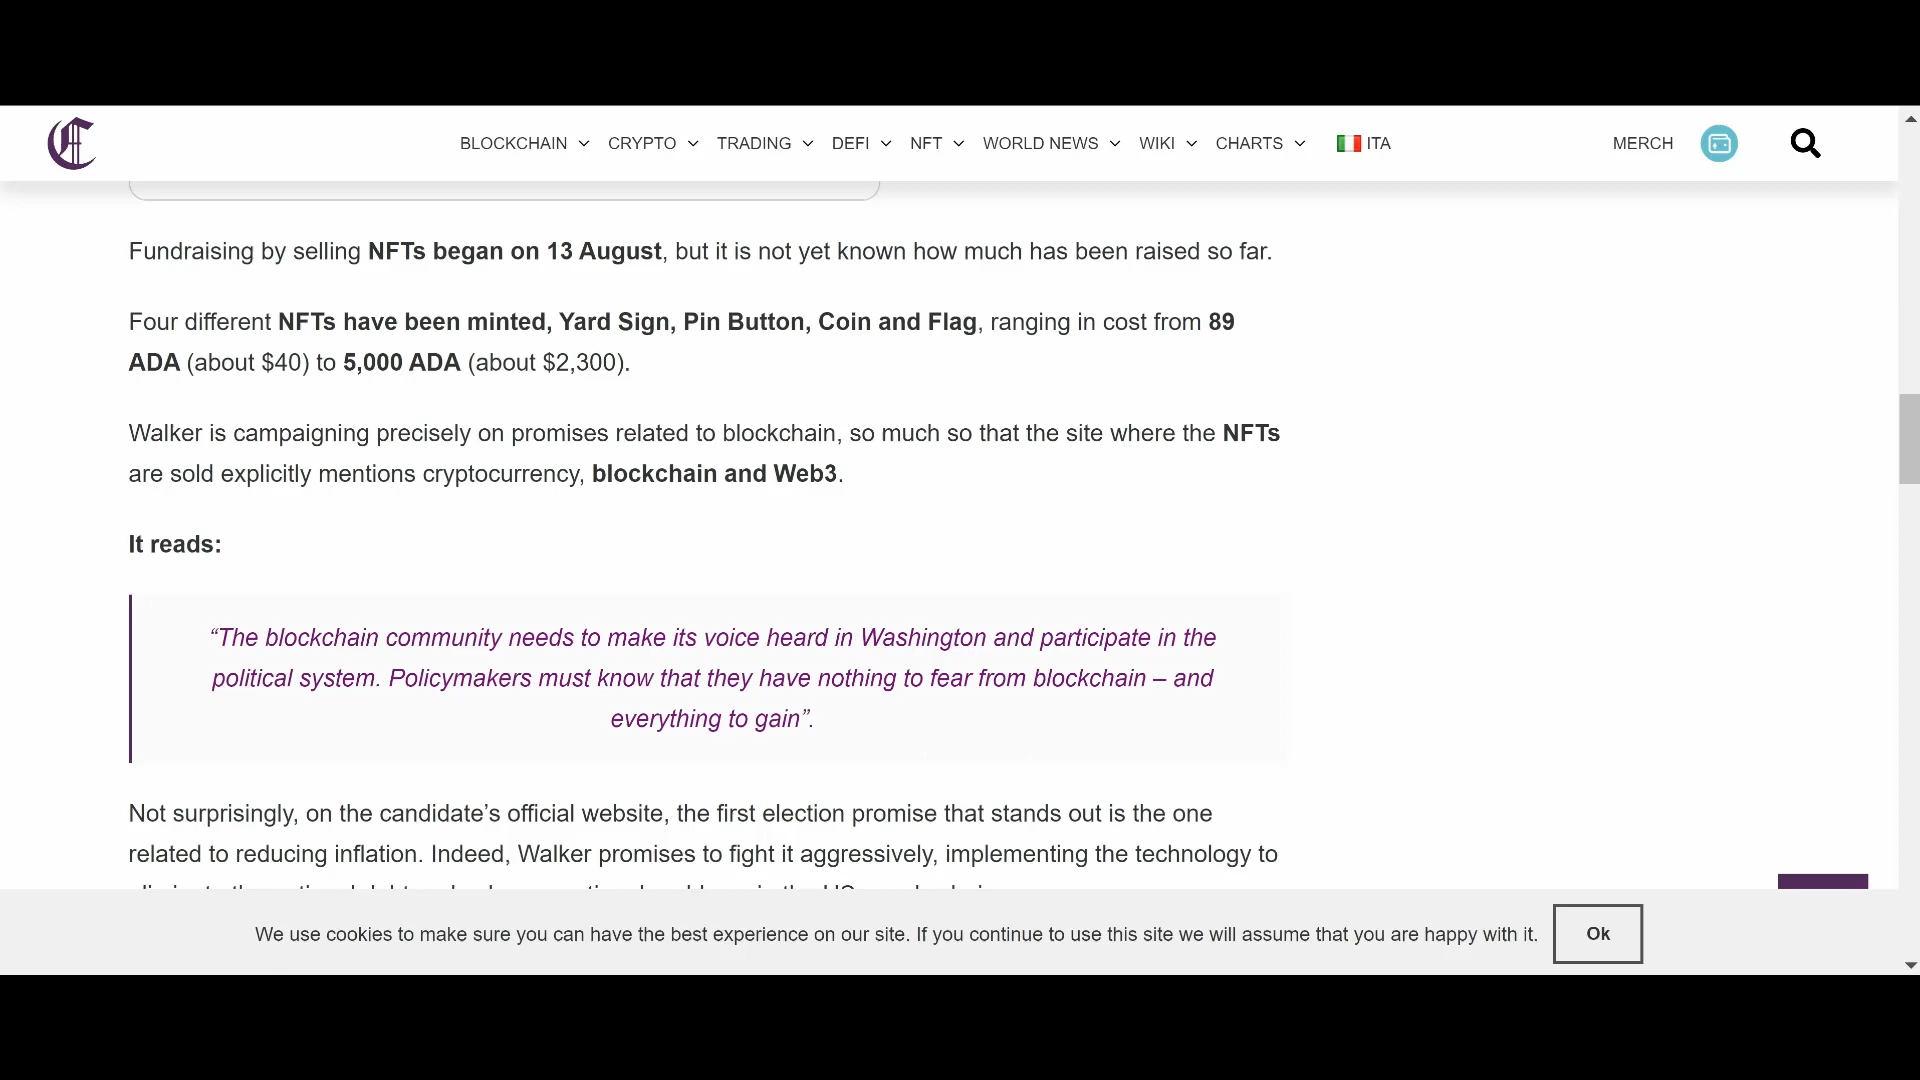 BLOCKCHAIN CRYPTO TRADING DEFI NFT WORLD NEWS WIKI CHARTS ITA MERCH
Fundraising by selling NFTs began on 13 August, but it is not yet known how much has been raised so far.
Four different NFTs have been minted, Yard Sign, Pin Button, Coin and Flag, ranging in cost from 89
ADA (about $40) to 5,000 ADA (about $2,300).
Walker is campaigning precisely on promises related to blockchain, so much so that the site where the NFTs
are sold explicitly mentions cryptocurrency, blockchain and Web3.
It reads:
“The blockchain community needs to make its voice heard in Washington and participate in the
political system. Policymakers must know that they have nothing to fear from blockchain – and
everything to gain”.
Not surprisingly, on the candidate’s official website, the first election promise that stands out is the one
related to reducing inflation. Indeed, Walker promises to fight it aggressively, implementing the technology to
We use cookies to make sure you can have the best experience on our site. If you continue to use this site we will assume that you are happy with it.
Ok